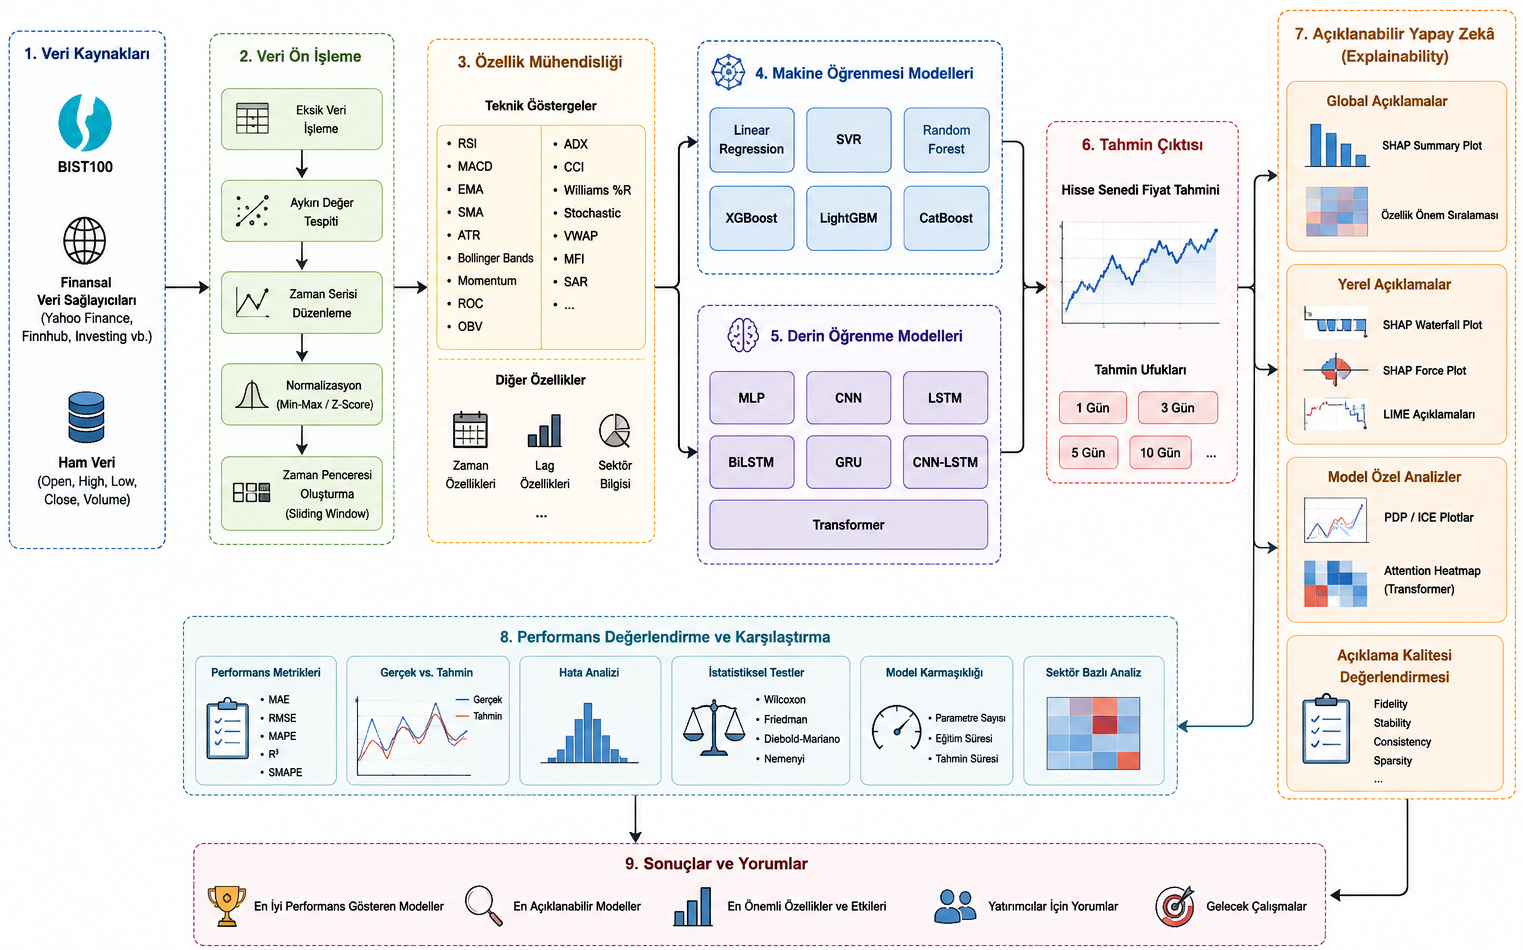 1. Veri Kaynakları
BIST100
Finansal
Veri Sağlayıcıları
(Yahoo Finance,
Finnhub, Investing vb.)
Ham Veri
(Open, High, Low,
Close, Volume)
2. Veri Ön İşleme
Eksik Veri
İşleme
Aykırı Değer
Tespiti
Zaman Serisi
Düzenleme
Normalizasyon
(Min-Max / Z-Score)
Zaman Penceresi
Oluşturma
(Sliding Window)
3. Özellik Mühendisliği
Teknik Göstergeler
• RSI
• MACD
• EMA
• SMA
• ATR
• Bollinger Bands
• Momentum
• ROC
• OBV
• ADX
• CCI
• Williams %R
• Stochastic
• VWAP
• MFI
• SAR
• ...
Diğer Özellikler
Zaman
Özellikleri
Lag
Özellikleri
Sektör
Bilgisi
...
4. Makine Öğrenmesi Modelleri
Linear
Regression
SVR
Random
Forest
XGBoost
LightGBM
CatBoost
5. Derin Öğrenme Modelleri
MLP
CNN
LSTM
BiLSTM
GRU
CNN-LSTM
Transformer
6. Tahmin Çıktısı
Hisse Senedi Fiyat Tahmini
Tahmin Ufukları
1 Gün
3 Gün
5 Gün
10 Gün
...
7. Açıklanabilir Yapay Zekâ
(Explainability)
Global Açıklamalar
SHAP Summary Plot
Özellik Önem Sıralaması
Yerel Açıklamalar
SHAP Waterfall Plot
SHAP Force Plot
LIME Açıklamaları
Model Özel Analizler
PDP / ICE Plotlar
Attention Heatmap
(Transformer)
Açıklama Kalitesi
Değerlendirmesi
Fidelity
Stability
Consistency
Sparsity
...
8. Performans Değerlendirme ve Karşılaştırma
Performans Metrikleri
• MAE
• RMSE
• MAPE
• R³
• SMAPE
Gerçek vs. Tahmin
Gerçek
Tahmin
Hata Analizi
İstatistiksel Testler
• Wilcoxon
• Friedman
• Diebold-Mariano
• Nemenyi
Model Karmaşıklığı
• Parametre Sayısı
• Eğitim Süresi
• Tahmin Süresi
Sektör Bazlı Analiz
9. Sonuçlar ve Yorumlar
En İyi Performans Gösteren Modeller
En Açıklanabilir Modeller
En Önemli Özellikler ve Etkileri
Yatırımcılar İçin Yorumlar
Gelecek Çalışmalar